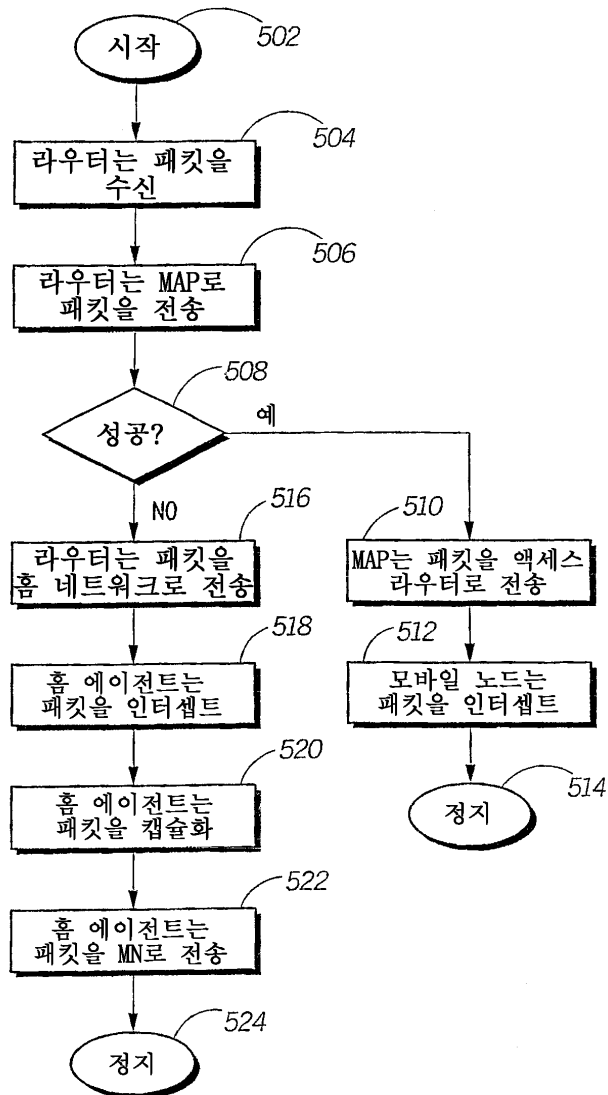 502
시작
504
라우터는 패킷을
수신
506
라우터는 MAP로
패킷을 전송
508
성공?
예
NO
516
라우터는 패킷을
홈 네트워크로 전송
510
MAP는 패킷을 액세스
라우터로 전송
518
홈 에이전트는
패킷을 인터셉트
512
모바일 노드는
패킷을 인터셉트
520
홈 에이전트는
패킷을 캡슐화
514
정지
522
홈 에이전트는
패킷을 MN로 전송
524
정지